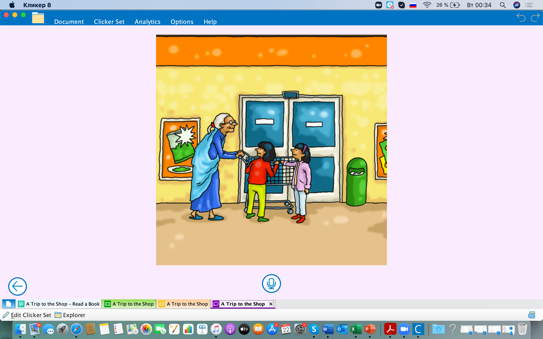 Кликер 8
26 %
Вт 00:34
Document Clicker Set Analytics Options Help
A Trip to the Shop - Read a Book
A Trip to the Shop
A Trip to the Shop
A Trip to the Shop
Edit Clicker Set
Explorer